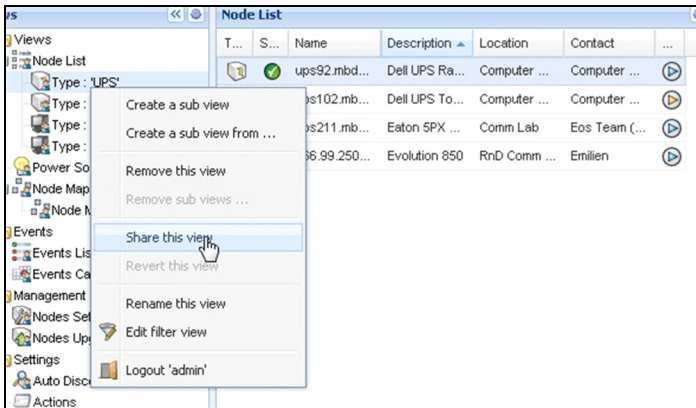 Node List
T...
S...
Name
Description
Location
Contact
...
Views
Node List
Type : 'UPS'
Type :
Type :
Type :
Power So
Node Map
Node M
Events
Events Lis
Events Ca
Management
Nodes Set
Nodes Upg
Settings
Auto Disc
Actions
Create a sub view
Create a sub view from ...
Remove this view
Remove sub views ...
Share this view
Revert this view
Rename this view
Edit filter view
Logout 'admin'
ups92.mbd... Dell UPS Ra... Computer ... Computer ...
s102.mb... Dell UPS To... Computer ... Computer ...
s211.mb... Eaton 5PX ... Comm Lab Eos Team (...
6.99.250... Evolution 850 RnD Comm ... Emilien